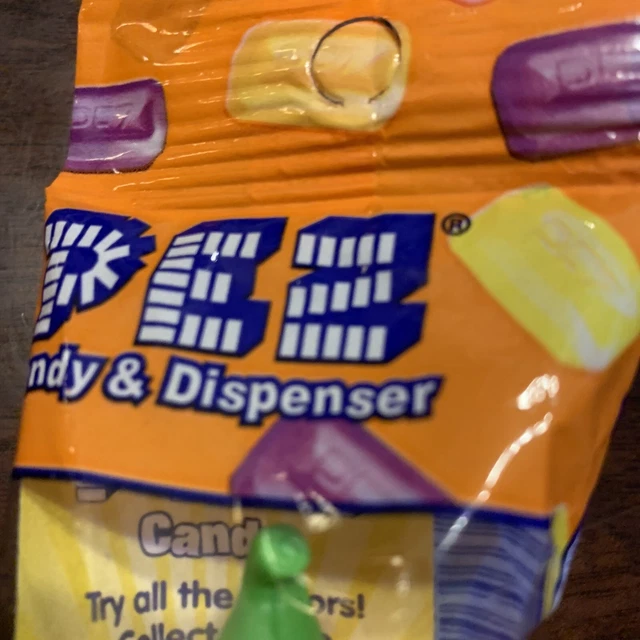 PEZ®
ndy & Dispenser
Cand
Try all the
ors!
Collect